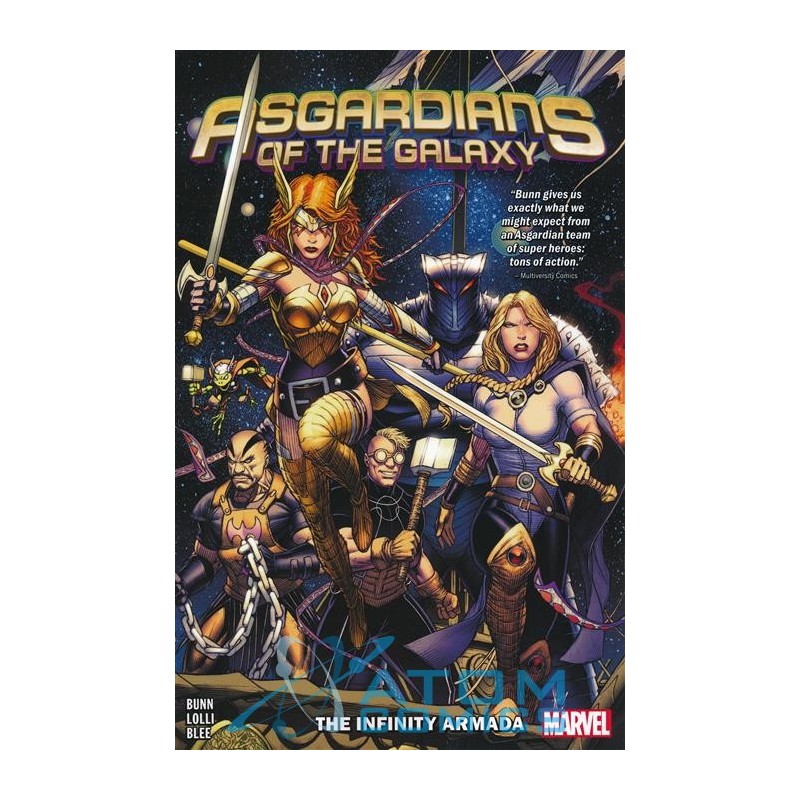 ASGARDIANS
OF THE GALAXY
“Bunn gives us
exactly what we
might expect from
an Asgardian team
of super heroes:
tons of action.”
– Multiversity Comics
BUNN
LOLLI
BLEE
THE INFINITY ARMADA
MARVEL
ATOM
COMICS